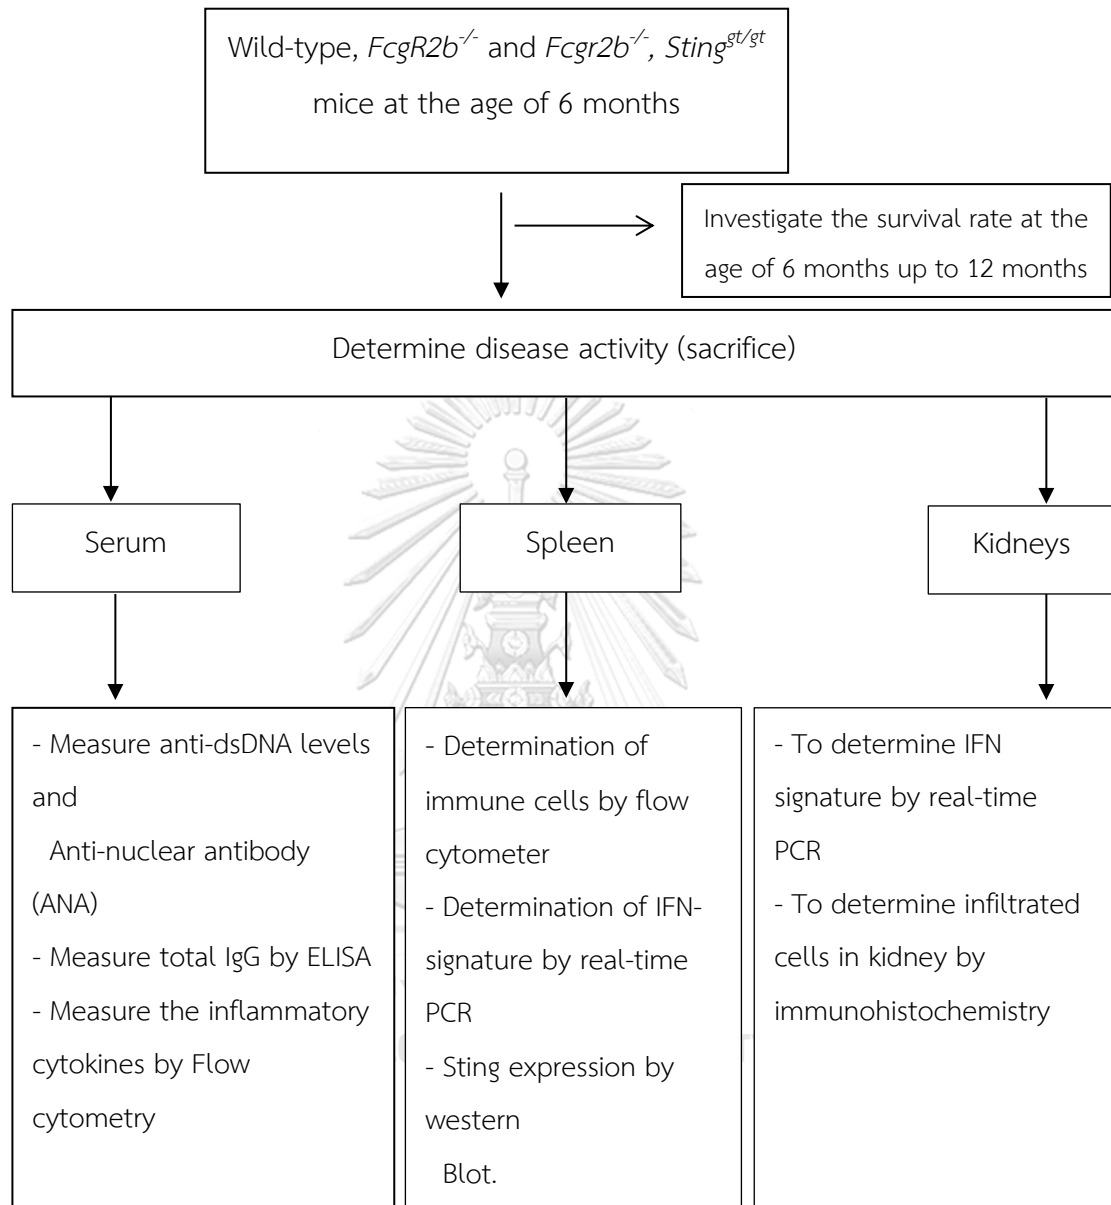 Wild-type, FcgR2b-/- and Fcgr2b-/-, Stinggt/gt
mice at the age of 6 months
Investigate the survival rate at the
age of 6 months up to 12 months
Determine disease activity (sacrifice)
Serum
Spleen
Kidneys
- Measure anti-dsDNA levels
and
Anti-nuclear antibody
(ANA)
- Measure total IgG by ELISA
- Measure the inflammatory
cytokines by Flow
cytometry
- Determination of
immune cells by flow
cytometer
- Determination of IFN-
signature by real-time
PCR
- Sting expression by
western
Blot.
- To determine IFN
signature by real-time
PCR
- To determine infiltrated
cells in kidney by
immunohistochemistry